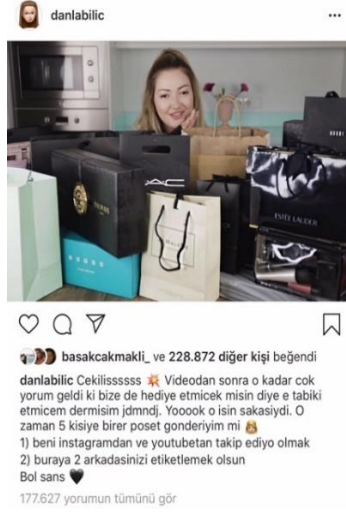 danlabilic
MAC
ESTĒE LAUDER
basakcakmakli_ ve 228.872 diğer kişi beğendi
danlabilic Cekilissssss 💥 Videodan sonra o kadar cok
yorum geldi ki bize de hediye etmicek misin diye e tabiki
etmicem dermisim jdmndj. Yooook o isin sakasiydi. O
zaman 5 kisiye birer poset gonderiyim mi
1) beni instagramdan ve youtubetan takip ediyo olmak
2) buraya 2 arkadasinizi etiketlemek olsun
Bol sans 🖤
177.627 yorumun tümünü gör